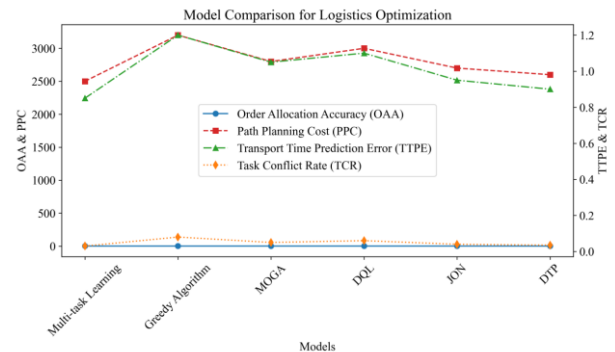 Model Comparison for Logistics Optimization
OAA & PPC
3000
2500
2000
1500
1000
500
0
Order Allocation Accuracy (OAA)
Path Planning Cost (PPC)
Transport Time Prediction Error (TTPE)
Task Conflict Rate (TCR)
1.2
1.0
0.8
0.6
0.4
0.2
0.0
TTPE & TCR
Multi-task Learning
Greedy Algorithm
MOGA
DQL
JON
DTP
Models